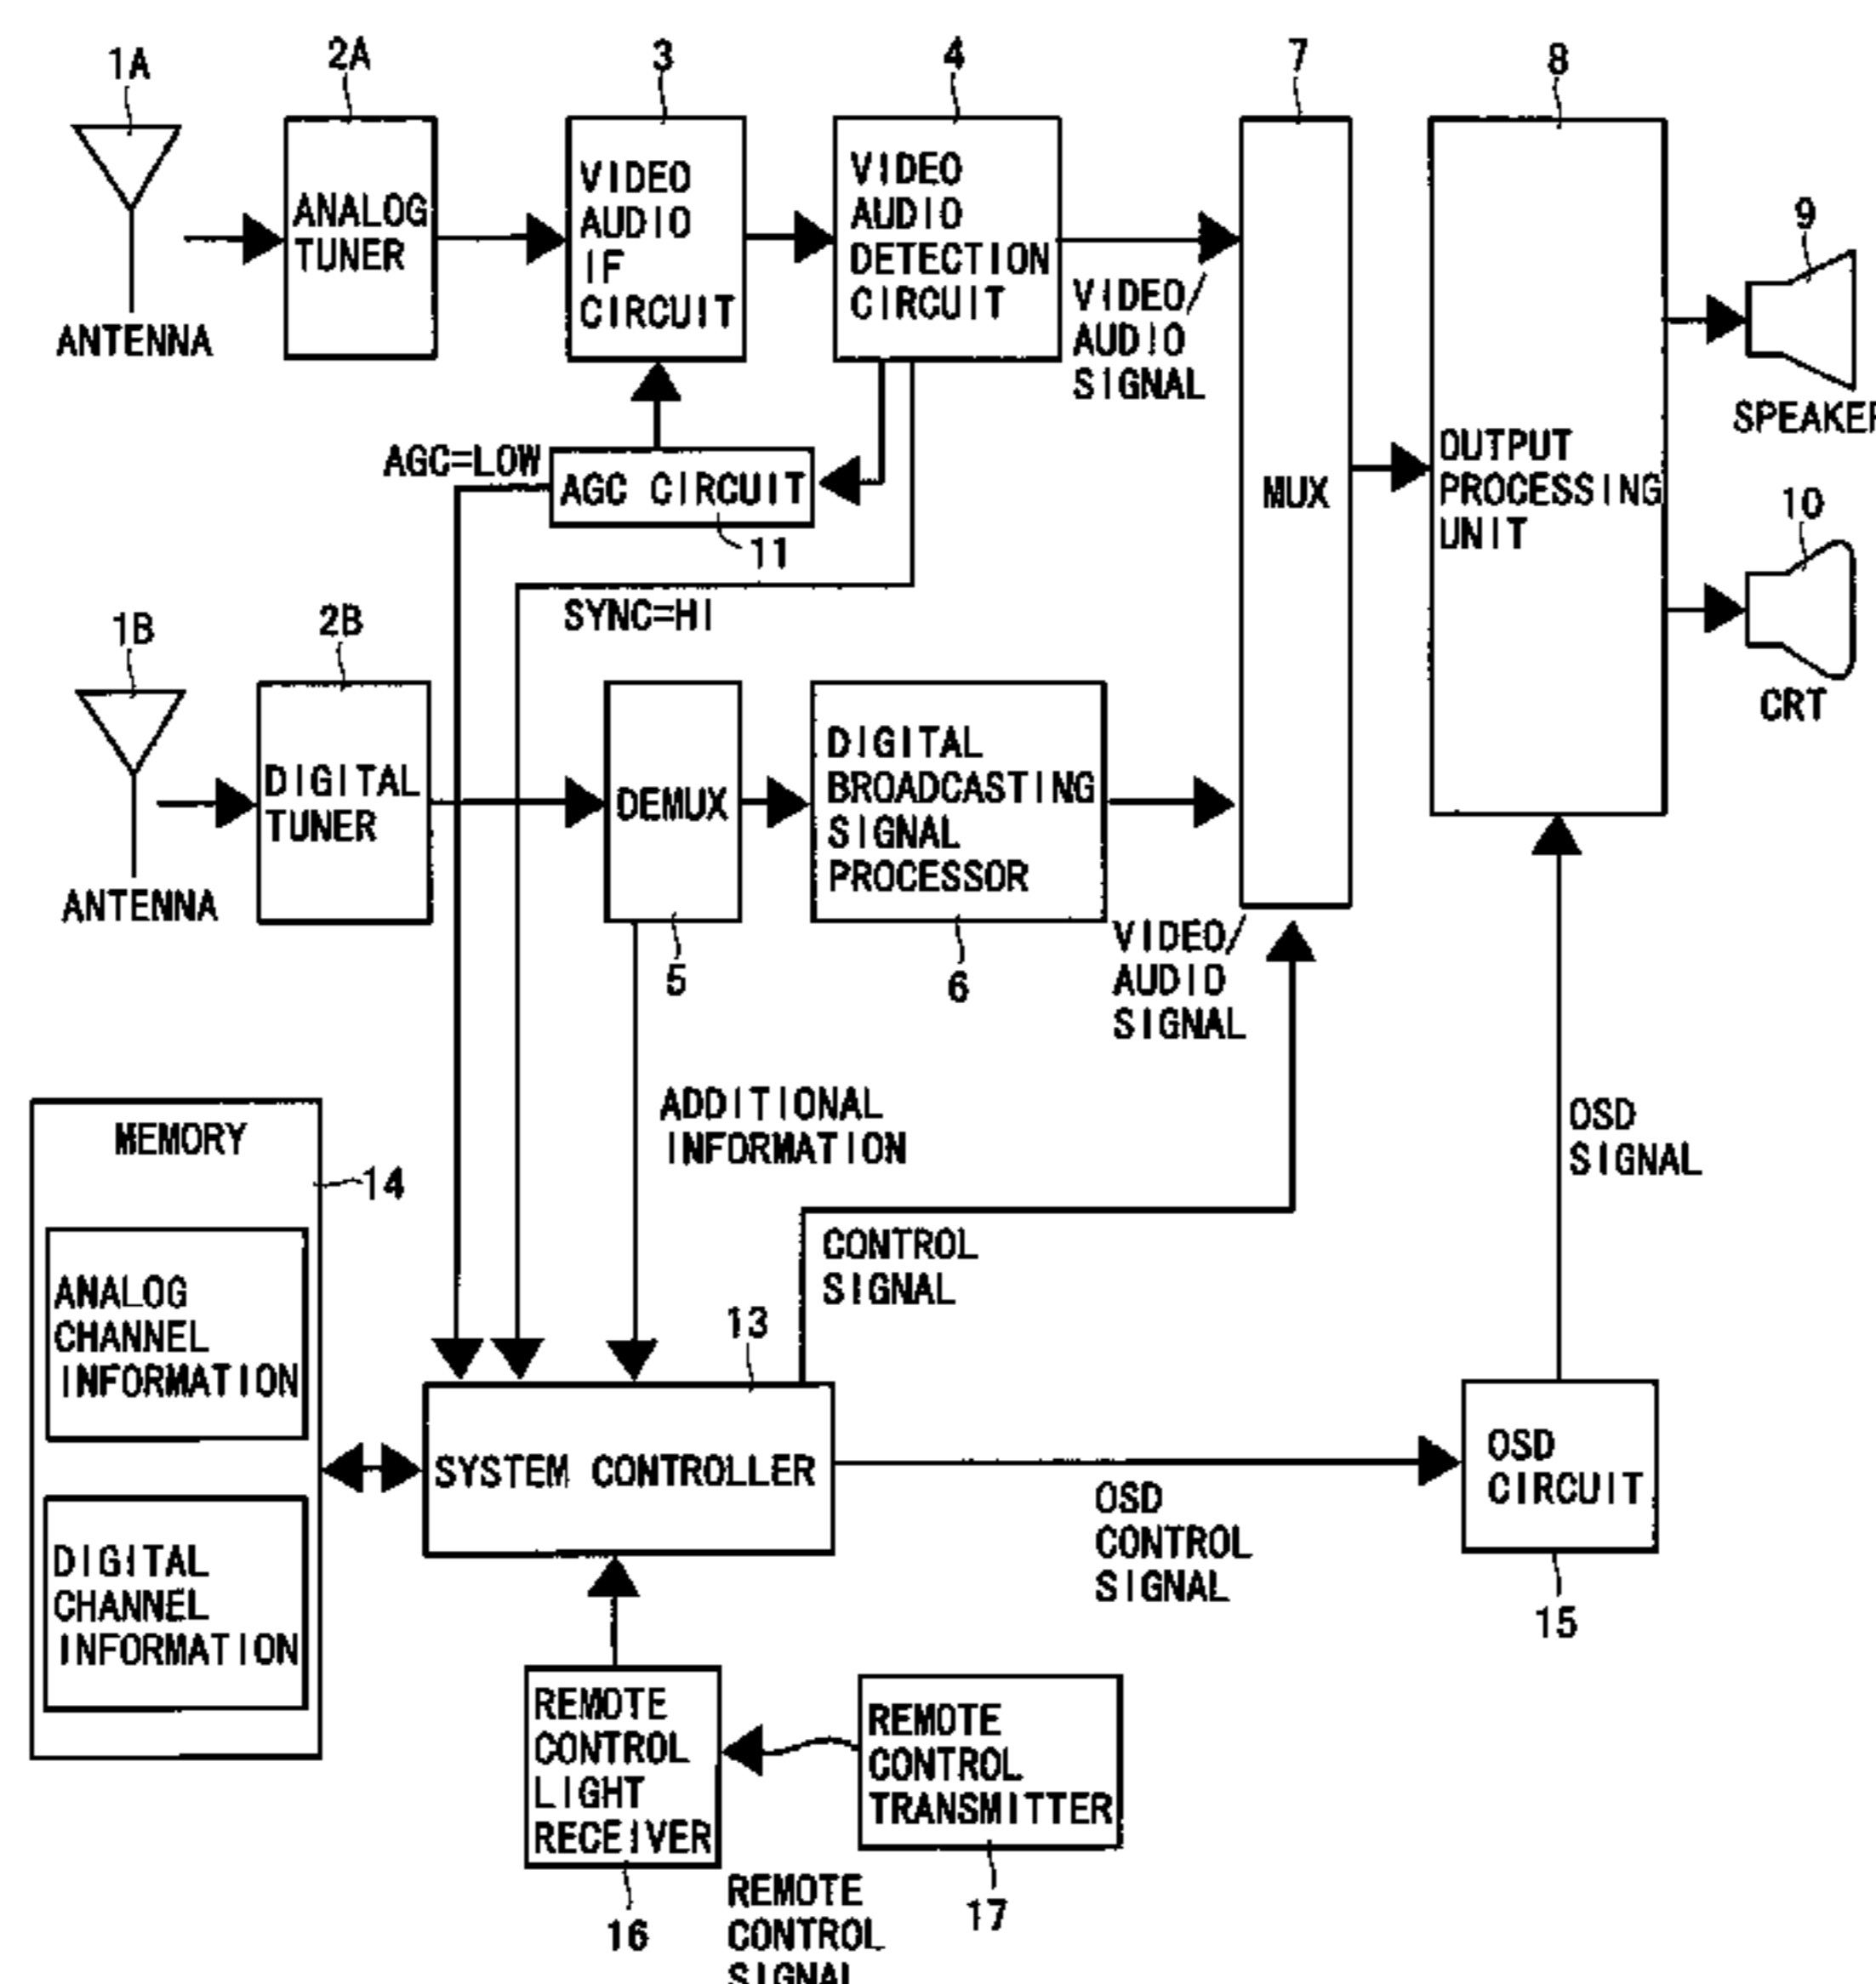 1A
2A
3
4
7
8
ANALOG
TUNER
VIDEO
AUDIO
IF
CIRCUIT
VIDEO
AUDIO
DETECTION
CIRCUIT
VIDEO/
AUDIO
SIGNAL
9
ANTENNA
SPEAKER
AGC=LOW
AGC CIRCUIT
11
MUX
OUTPUT
PROCESSING
UNIT
10
CRT
SYNC=HI
1B
2B
DIGITAL
TUNER
DEMUX
DIGITAL
BROADCASTING
SIGNAL
PROCESSOR
ANTENNA
5
6
VIDEO/
AUDIO
SIGNAL
MEMORY
14
ADDITIONAL
INFORMATION
OSD
SIGNAL
ANALOG
CHANNEL
INFORMATION
CONTROL
SIGNAL
13
SYSTEM CONTROLLER
OSD
CIRCUIT
OSD
CONTROL
SIGNAL
15
DIGITAL
CHANNEL
INFORMATION
REMOTE
CONTROL
LIGHT
RECEIVER
REMOTE
CONTROL
TRANSMITTER
16
17
REMOTE
CONTROL
SIGNAL